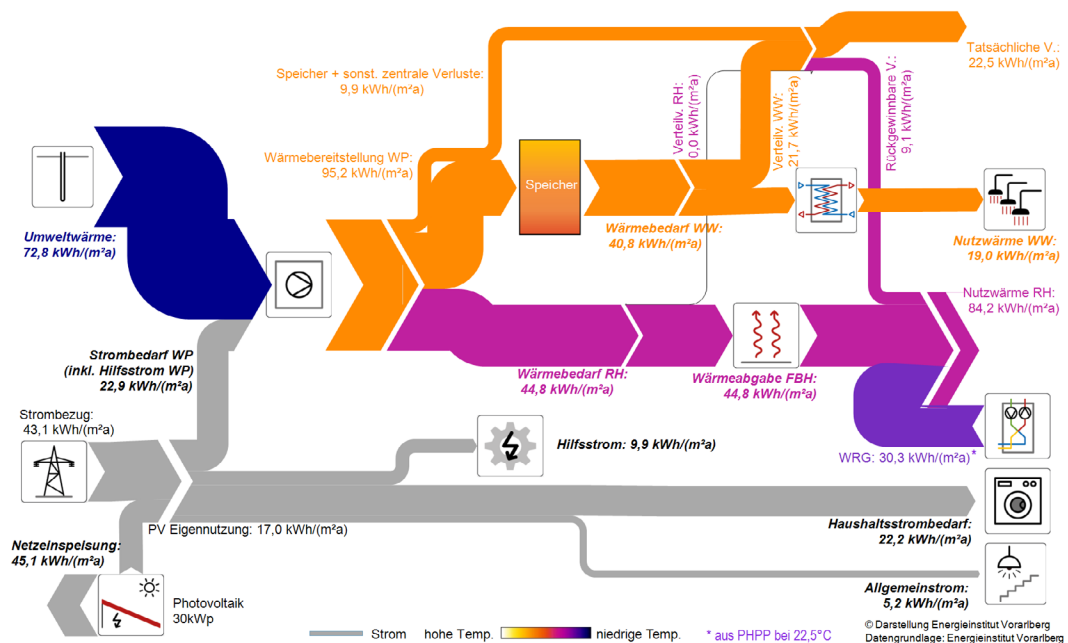 Tatsächliche V.:
22,5 kWh/(m²a)
Speicher + sonst. zentrale Verluste:
9,9 kWh/(m²a)
Verteilv. RH:
0,0 kWh/(m²a)
Verteilv. WW:
21,7 kWh/(m²a)
Rückgewinnbare V.:
9,1 kWh/(m²a)
Wärmebereitstellung WP:
95,2 kWh/(m²a)
Speicher
Umweltwärme:
72,8 kWh/(m²a)
Wärmebedarf WW:
40,8 kWh/(m²a)
Nutzwärme WW:
19,0 kWh/(m²a)
Nutzwärme RH:
84,2 kWh/(m²a)
Strombedarf WP
(inkl. Hilfsstrom WP)
22,9 kWh/(m²a)
Wärmebedarf RH:
44,8 kWh/(m²a)
Wärmeabgabe FBH:
44,8 kWh/(m²a)
Strombezug:
43,1 kWh/(m²a)
Hilfsstrom: 9,9 kWh/(m²a)
WRG: 30,3 kWh/(m²a)*
PV Eigennutzung: 17,0 kWh/(m²a)
Haushaltsstrombedarf:
22,2 kWh/(m²a)
Netzeinspeisung:
45,1 kWh/(m²a)
Allgemeinstrom:
5,2 kWh/(m²a)
Photovoltaik
30kWp
Strom hohe Temp. niedrige Temp. * aus PHPP bei 22,5°C
© Darstellung Energieinstitut Vorarlberg
Datengrundlage: Energieinstitut Vorarlberg